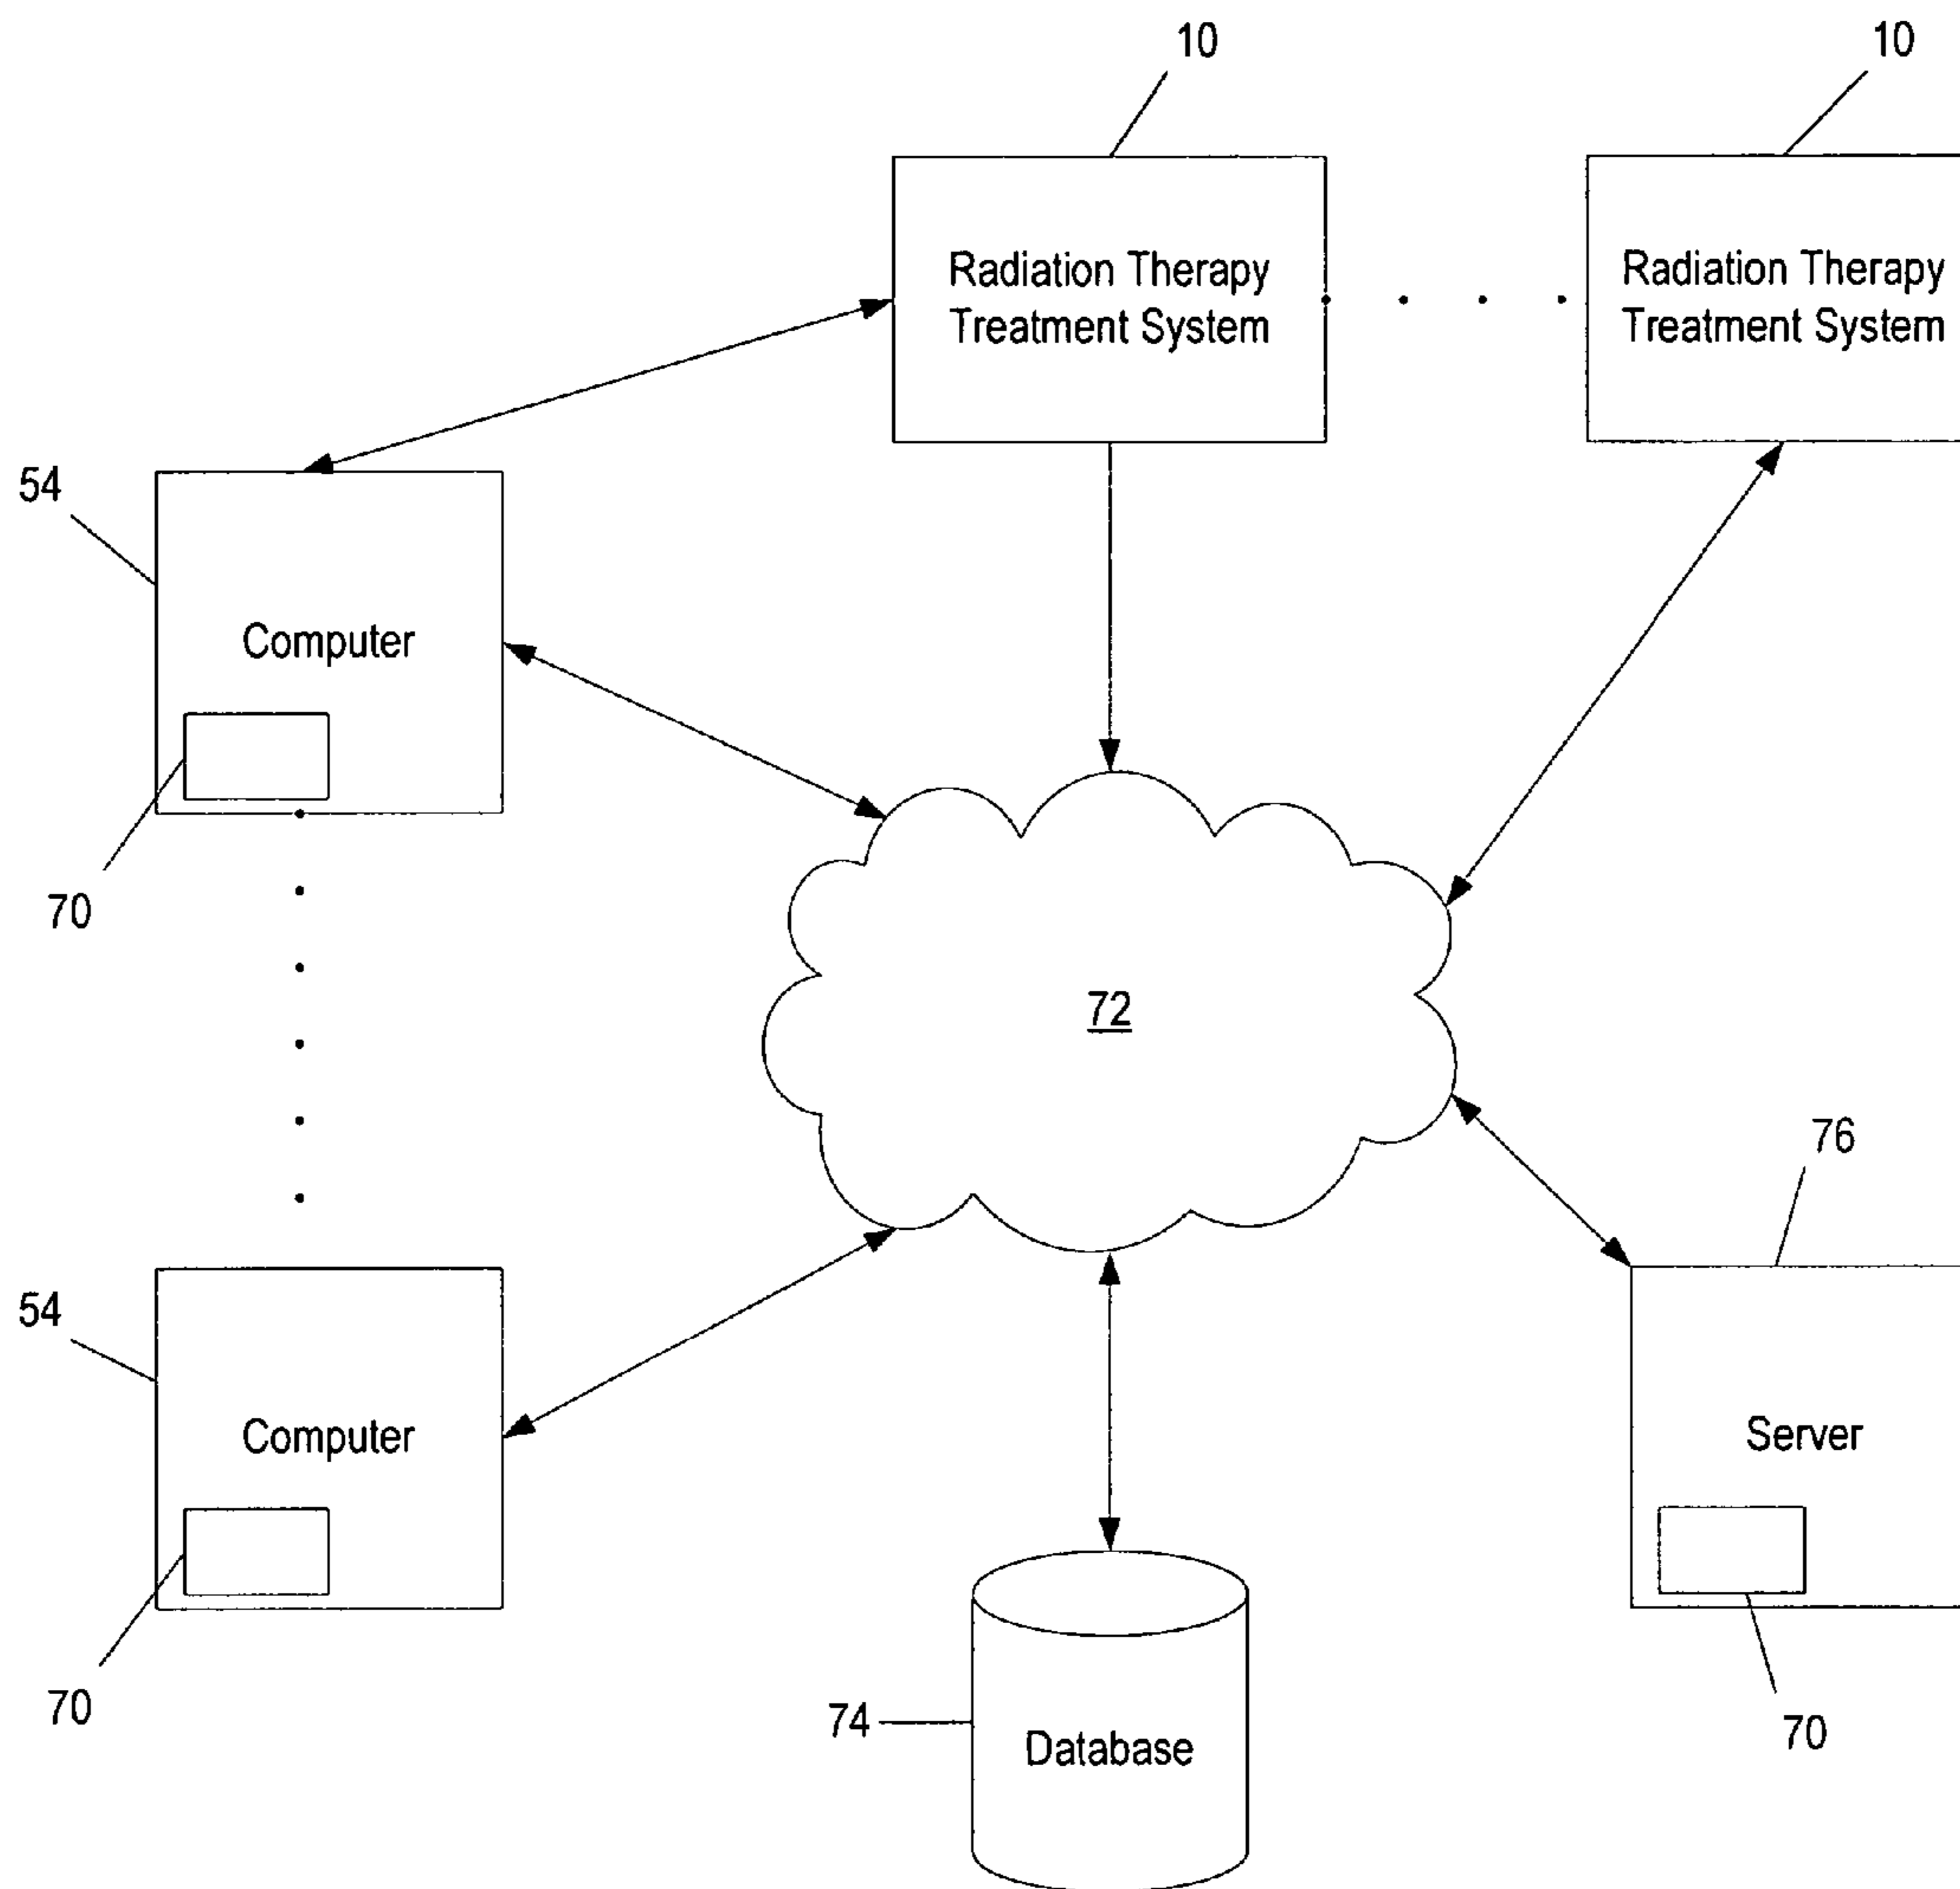 10
10
Radiation Therapy
Treatment System
Radiation Therapy
Treatment System
54
Computer
70
72
76
54
Computer
Server
70
74
Database
70